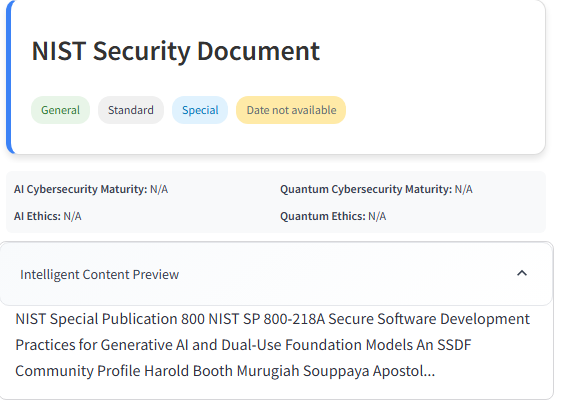 NIST Security Document
General Standard Special Date not available
AI Cybersecurity Maturity: N/A Quantum Cybersecurity Maturity: N/A
AI Ethics: N/A Quantum Ethics: N/A
Intelligent Content Preview
NIST Special Publication 800 NIST SP 800-218A Secure Software Development
Practices for Generative AI and Dual-Use Foundation Models An SSDF
Community Profile Harold Booth Murugiah Souppaya Apostol...